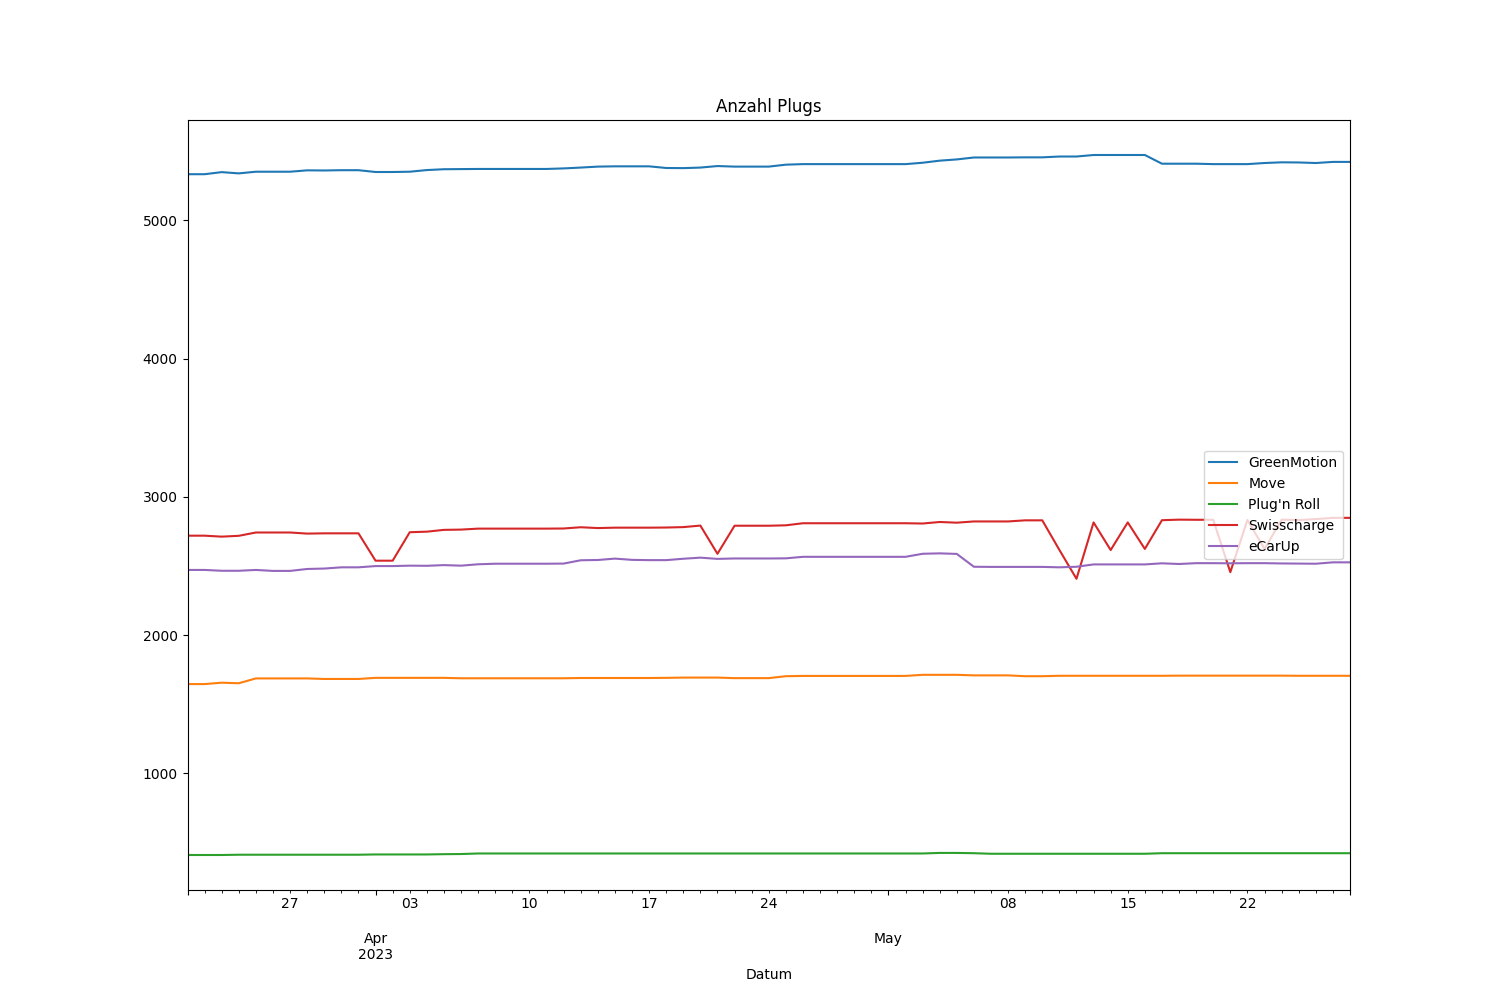 Anzahl Plugs
5000
4000
3000
2000
1000
GreenMotion
Move
Plug'n Roll
Swisscharge
eCarUp
27 03 10 17 24 08 15 22
Apr May
2023
Datum